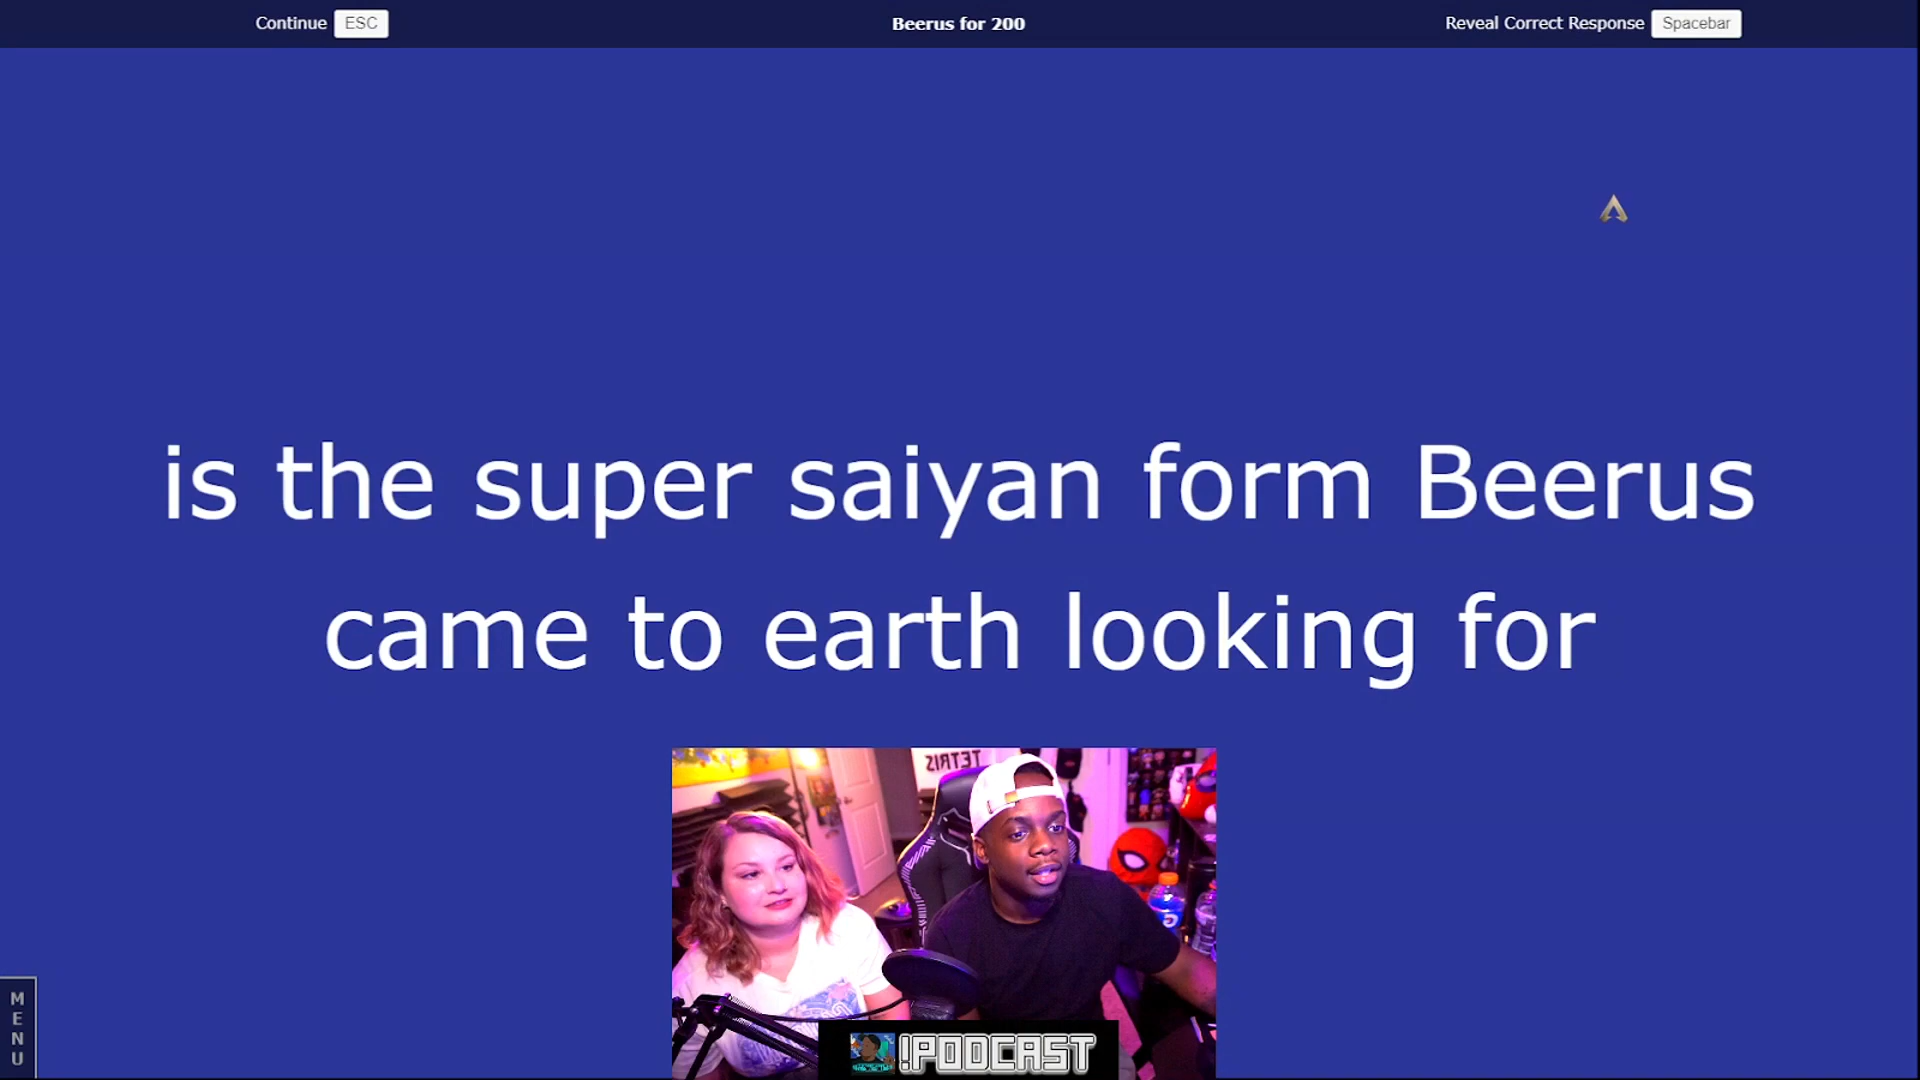 Continue ESC
Beerus for 200
Reveal Correct Response Spacebar
is the super saiyan form Beerus
came to earth looking for
TETRIS
MENU
!PODCAST